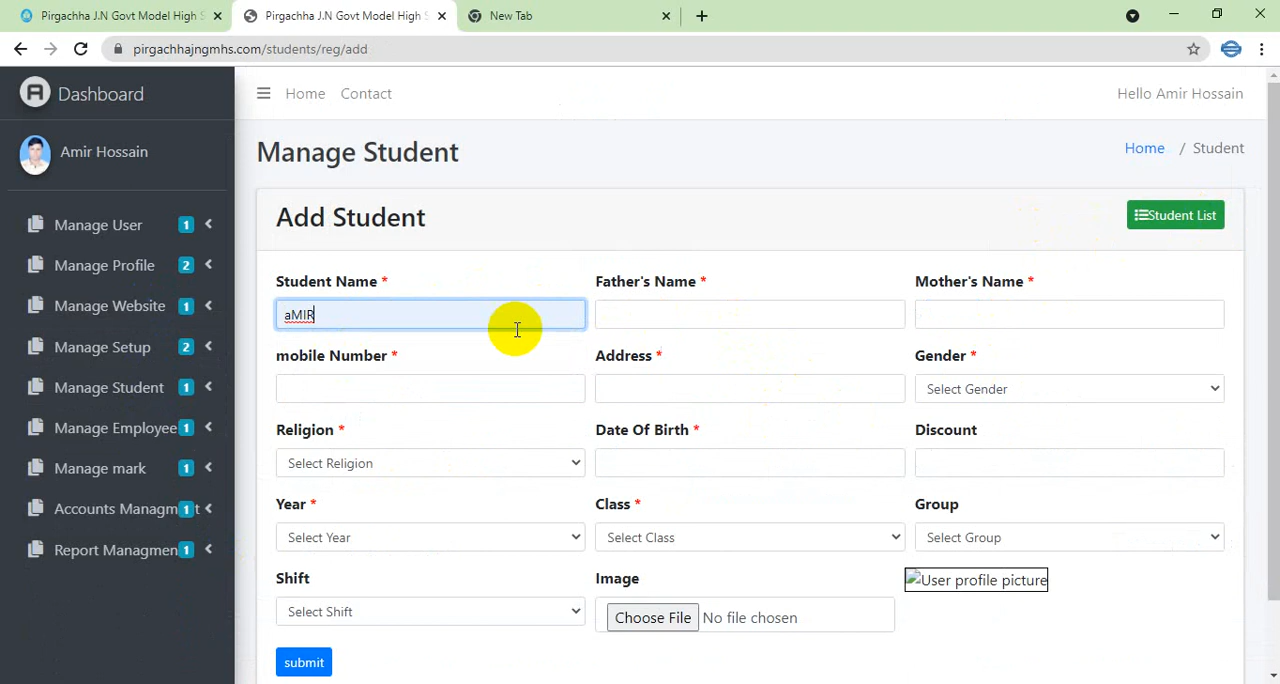 Pirgachha J.N Govt Model High S
Pirgachha J.N Govt Model High S
New Tab
pirgachhajngmhs.com/students/reg/add
Dashboard
Home Contact
Hello Amir Hossain
Amir Hossain
Manage Student
Home / Student
Manage User 1
Manage Profile 2
Manage Website 1
Manage Setup 2
Manage Student 1
Manage Employee 1
Manage mark 1
Accounts Managment 1
Report Managmen 1
Add Student
Student List
Student Name *
Father's Name *
Mother's Name *
aMIR
mobile Number *
Address *
Gender *
Select Gender
Religion *
Date Of Birth *
Discount
Select Religion
Year *
Class *
Group
Select Year
Select Class
Select Group
Shift
Image
User profile picture
Select Shift
Choose File No file chosen
submit